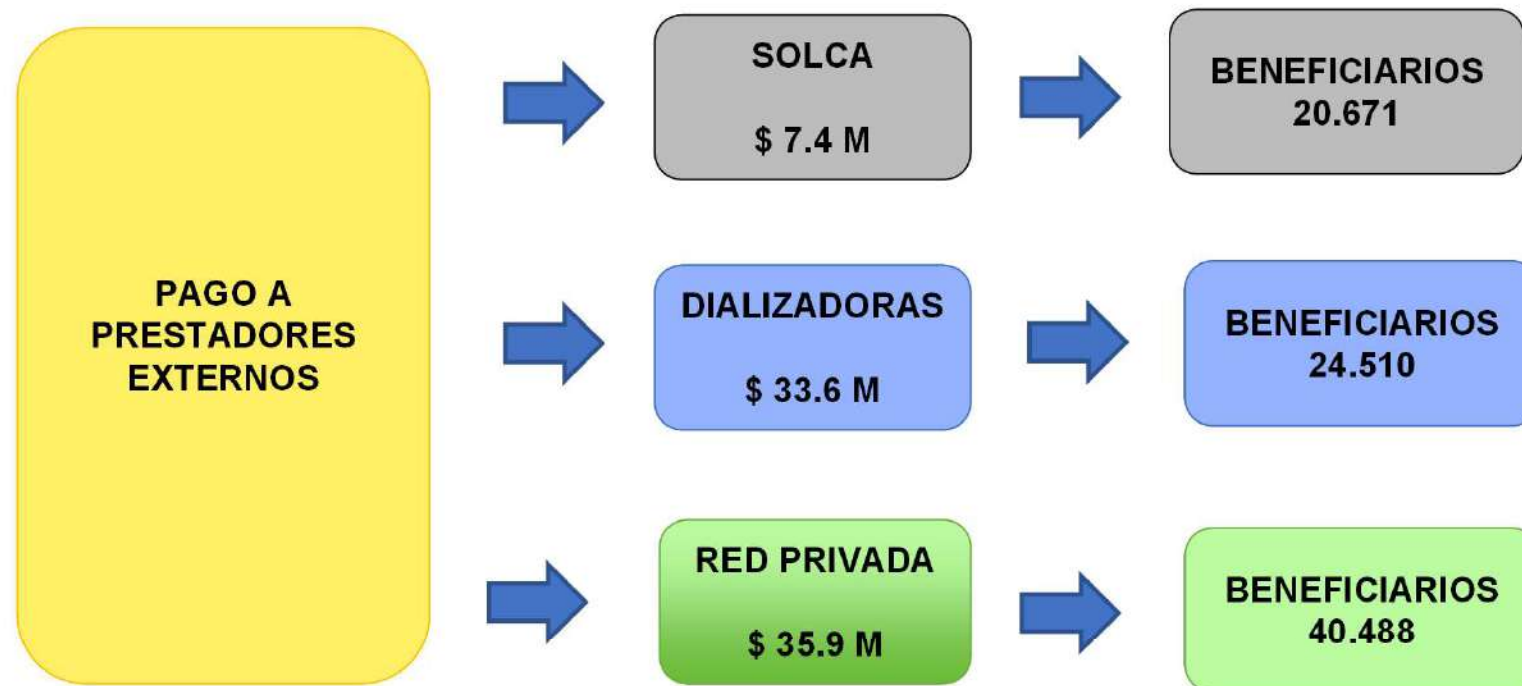 PAGO A
PRESTADORES
EXTERNOS
SOLCA
$ 7.4 M
BENEFICIARIOS
20.671
DIALIZADORAS
$ 33.6 M
BENEFICIARIOS
24.510
RED PRIVADA
$ 35.9 M
BENEFICIARIOS
40.488